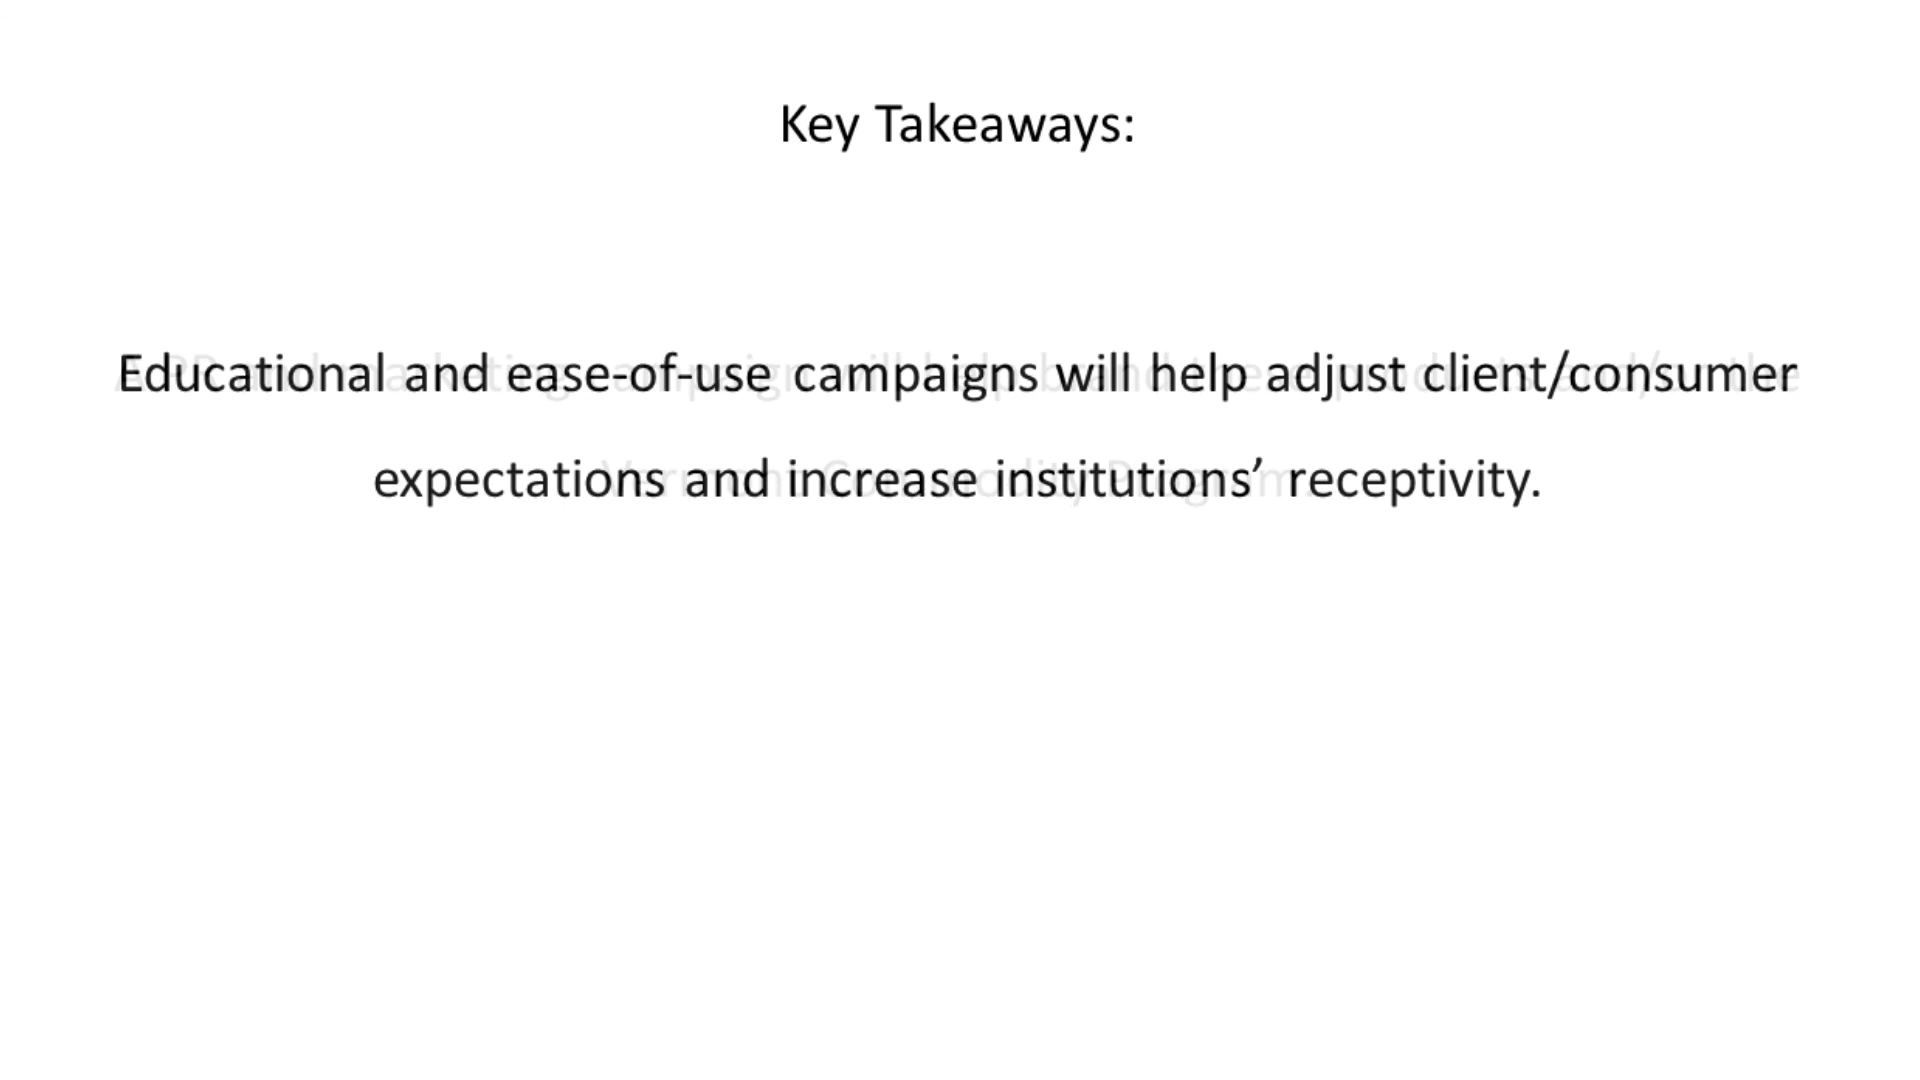 Key Takeaways:
Educational and ease-of-use campaigns will help adjust client/consumer
expectations and increase institutions’ receptivity.